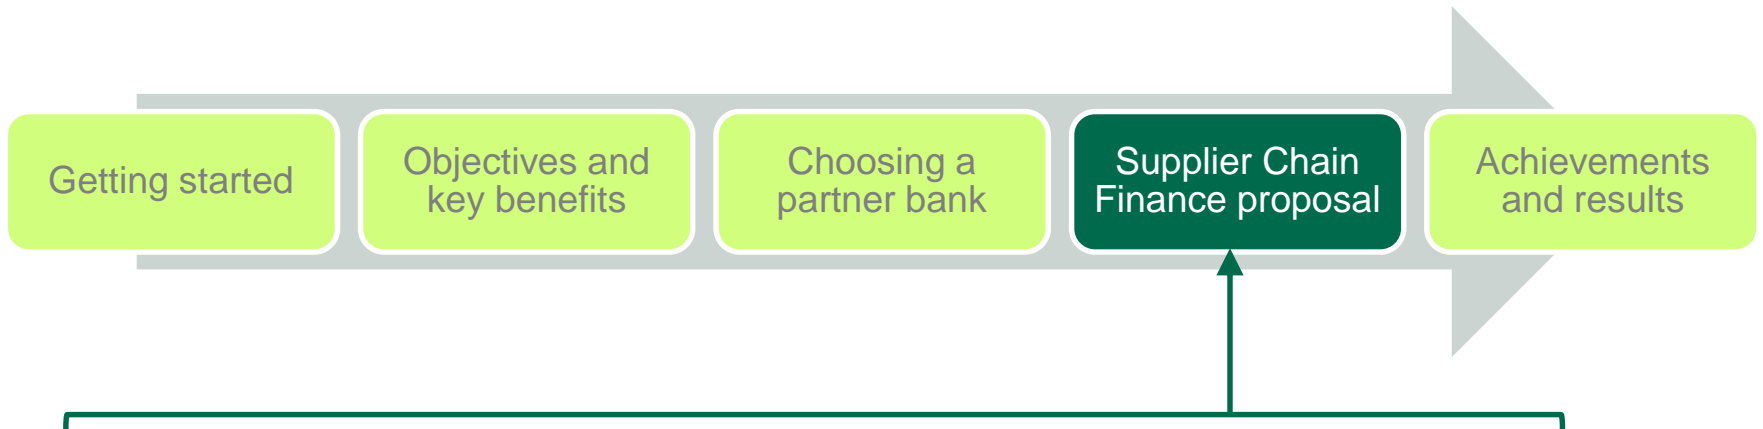 Getting started
Objectives and
key benefits
Choosing a
partner bank
Supplier Chain
Finance proposal
Achievements
and results